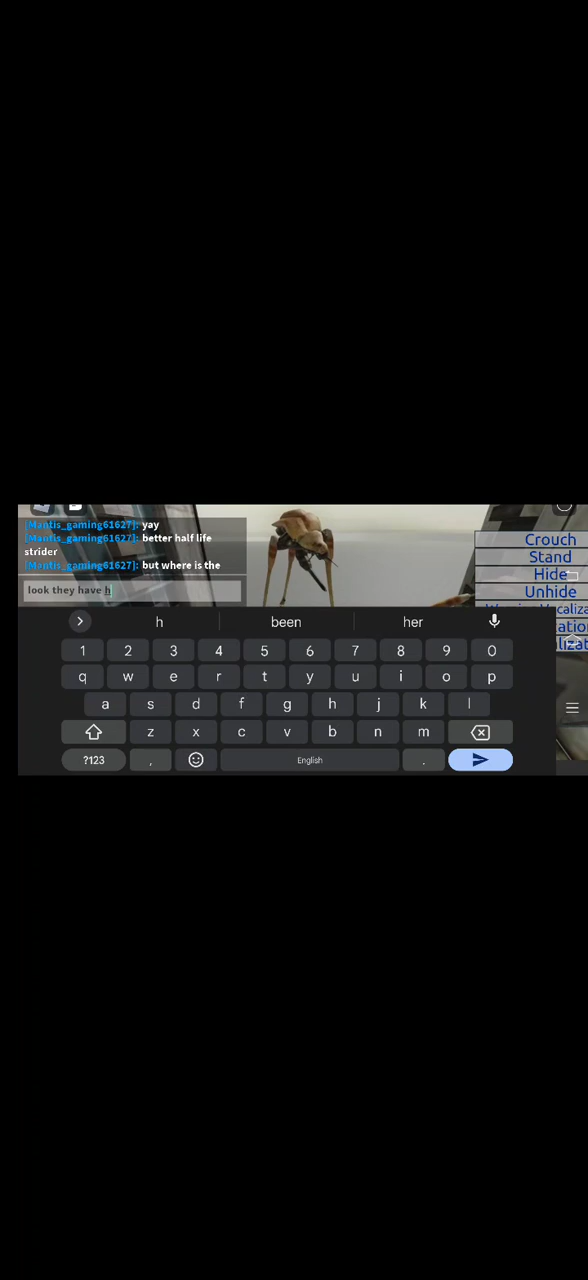 [Mantis_gaming61627]: yay
[Mantis_gaming61627]: better half life
strider
[Mantis_gaming61627]: but where is the
look they have h
Crouch
Stand
Hide
Unhide
h been her
1 2 3 4 5 6 7 8 9 0
q w e r t y u i o p
a s d f g h j k l
z x c v b n m
?123 , English .